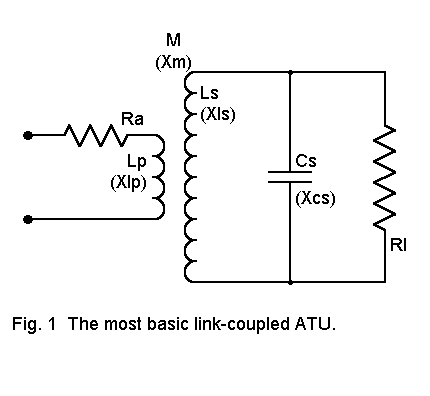 M
(Xm)
Ls
(Xls)
Ra
Lp
(Xlp)
Cs
(Xcs)
Rl
Fig. 1 The most basic link-coupled ATU.